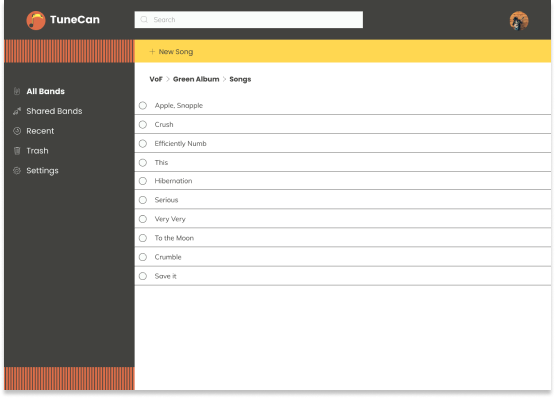 TuneCan
Search
+ New Song
All Bands
Shared Bands
Recent
Trash
Settings
VoF > Green Album > Songs
Apple, Snapple
Crush
Efficiently Numb
This
Hibernation
Serious
Very Very
To the Moon
Crumble
Save it